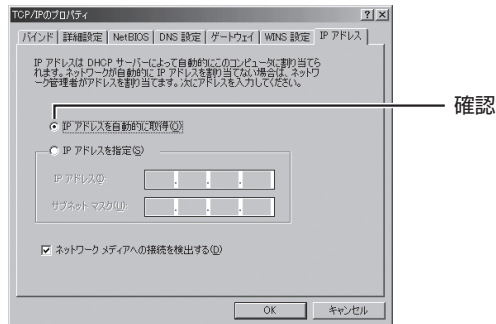 TCP/IPのプロパティ
バインド 詳細設定 NetBIOS DNS 設定 ゲートウェイ WINS 設定 IP アドレス
IP アドレスは DHCP サーバーによって自動的にこのコンピュータに割り当てら
れます。ネットワークが自動的に IP アドレスを割り当てない場合は、ネットワ
ーク管理者がアドレスを割り当てます。次にアドレスを入力してください。
IP アドレスを自動的に取得(O)
確認
IP アドレスを指定(S)
IP アドレス(I):
サブネット マスク(U):
ネットワーク メディアへの接続を検出する(D)
OK キャンセル